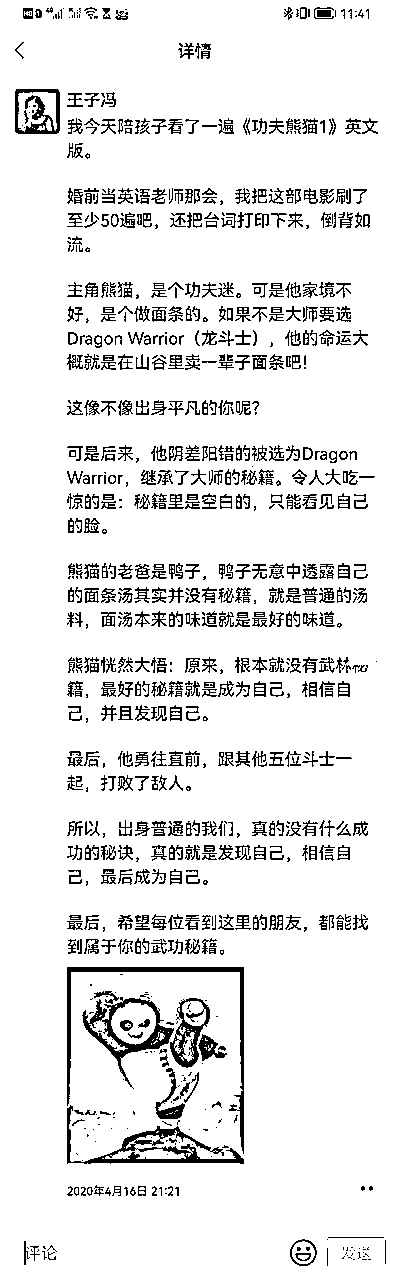 11:41
详情
王子冯
我今天陪孩子看了一遍《功夫熊猫1》英文
版。
婚前当英语老师那会，我把这部电影刷了
至少50遍吧，还把台词打印下来，倒背如
流。
主角熊猫，是个功夫迷。可是他家境不
好，是个做面条的。如果不是大师要选
Dragon Warrior（龙斗士），他的命运大
概就是在山谷里卖一辈子面条吧！
这像不像出身平凡的你呢？
可是后来，他阴差阳错的被选为Dragon
Warrior，继承了大师的秘籍。令人大吃一
惊的是：秘籍里是空白的，只能看见自己
的脸。
熊猫的老爸是鸭子，鸭子无意中透露自己
的面条汤其实并没有秘籍，就是普通的汤
料，面汤本来的味道就是最好的味道。
熊猫恍然大悟：原来，根本就没有武林
籍，最好的秘籍就是成为自己，相信自
己，并且发现自己。
最后，他勇往直前，跟其他五位斗士一
起，打败了敌人。
所以，出身普通的我们，真的没有什么成
功的秘诀，真的就是发现自己，相信自
己，最后成为自己。
最后，希望每位看到这里的朋友，都能找
到属于你的武功秘籍。
2020年4月16日 21:21
评论
发送